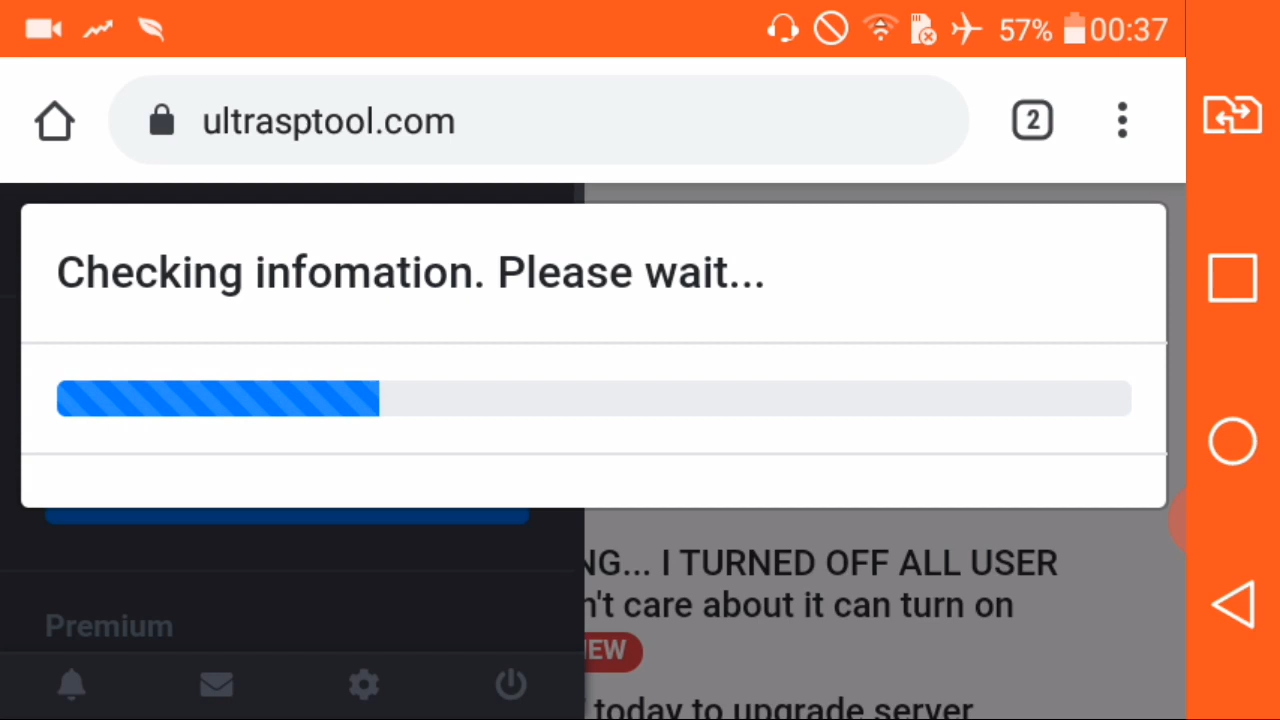 57% 00:37
ultrasptool.com
2
Checking infomation. Please wait...
NG... I TURNED OFF ALL USER
n't care about it can turn on
Premium
EW
today to upgrade server